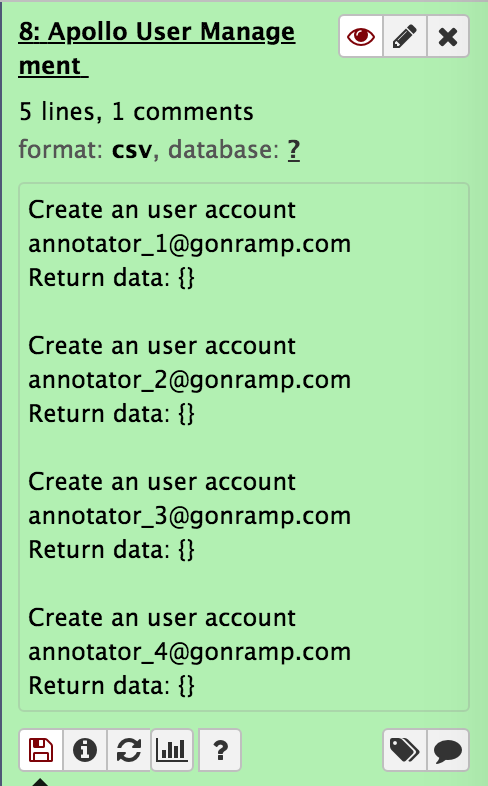 8: Apollo User Manage
ment
5 lines, 1 comments
format: csv, database: ?
Create an user account
annotator_1@gonramp.com
Return data: {}
Create an user account
annotator_2@gonramp.com
Return data: {}
Create an user account
annotator_3@gonramp.com
Return data: {}
Create an user account
annotator_4@gonramp.com
Return data: {}
?